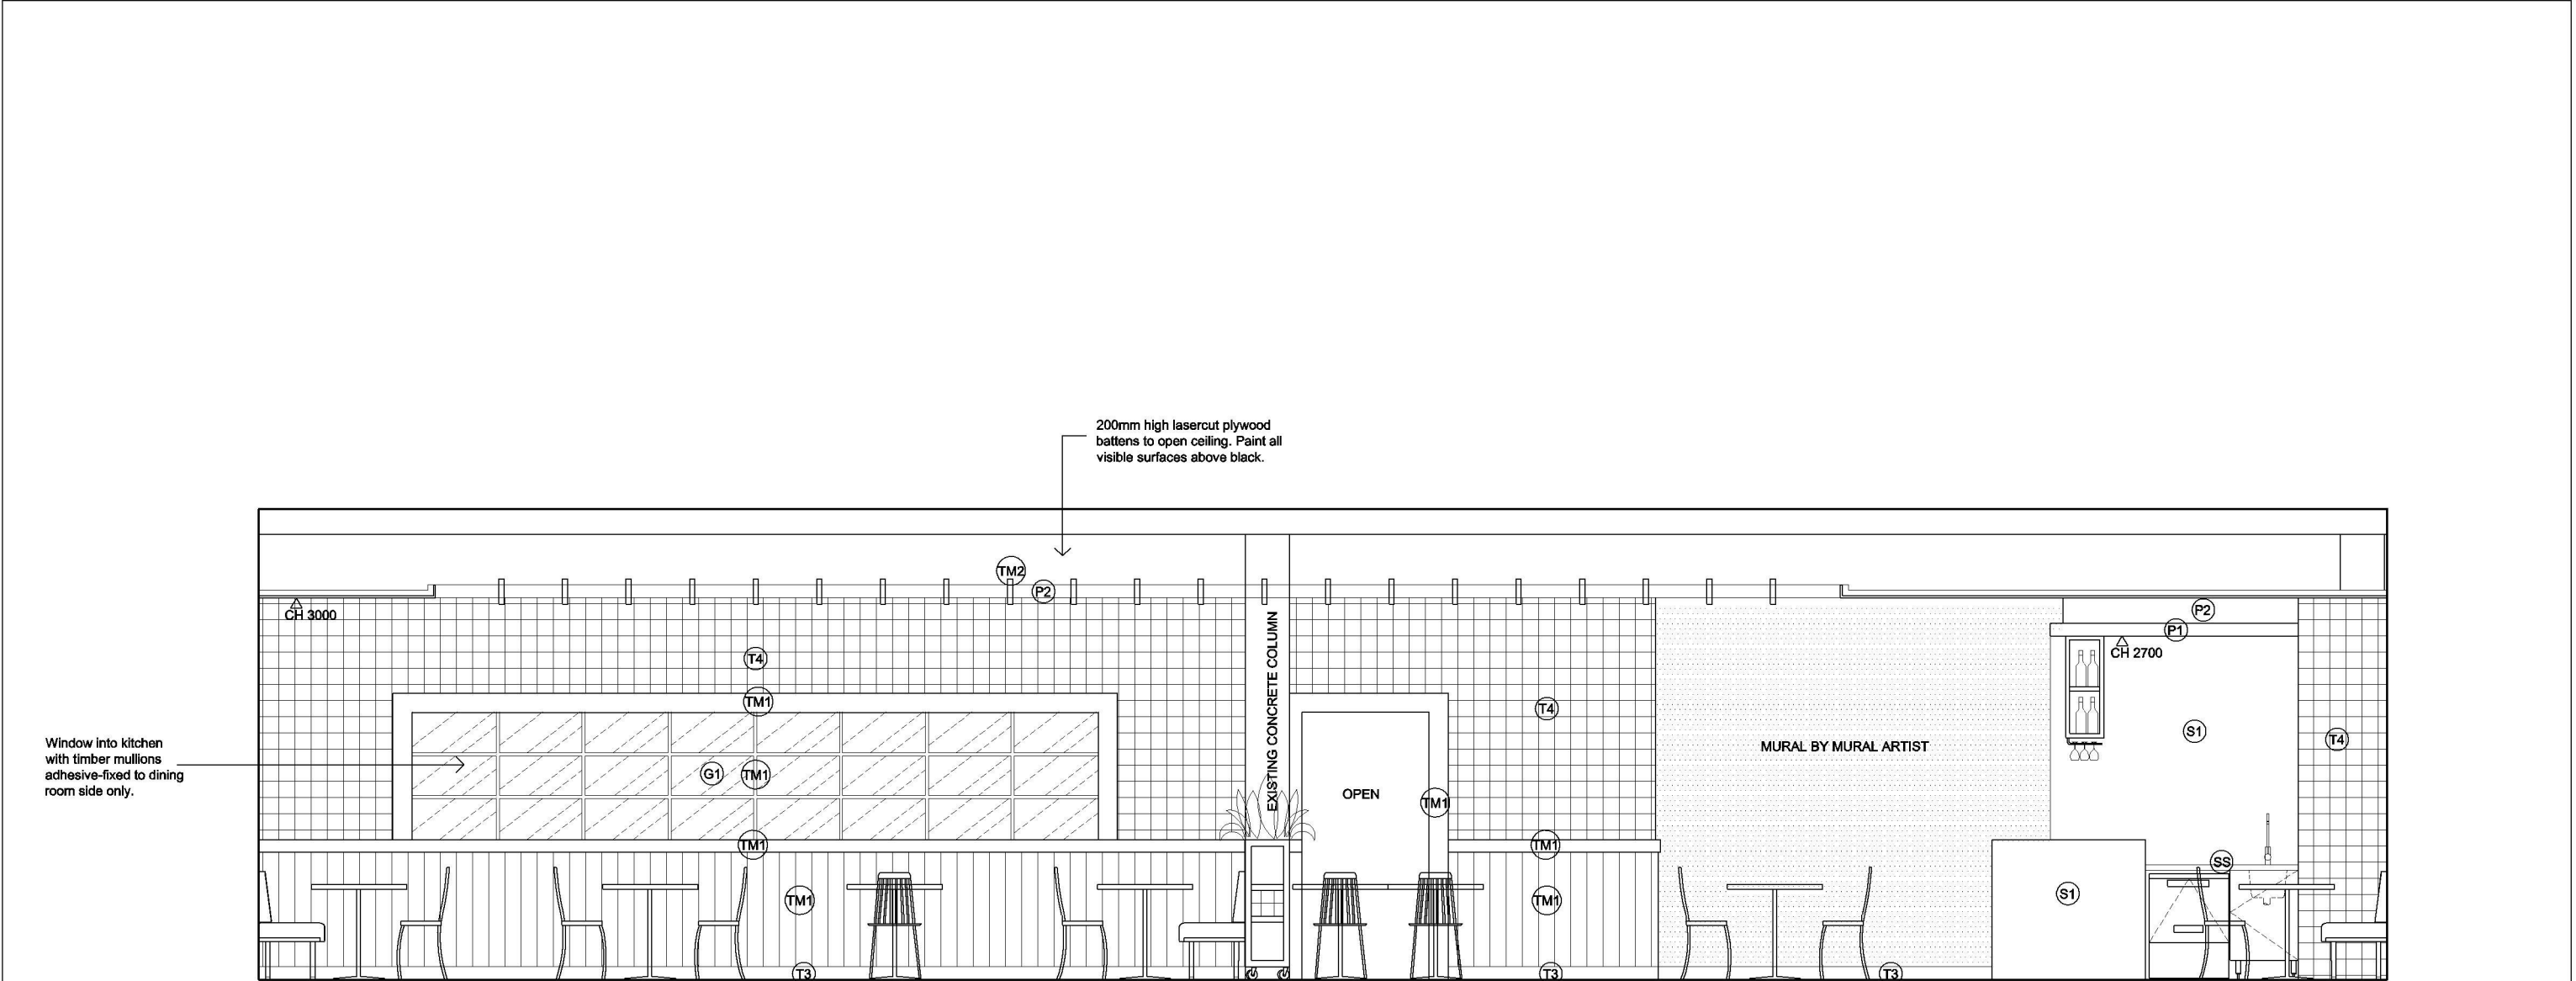 200mm high lasercut plywood
battens to open ceiling. Paint all
visible surfaces above black.
TM2
P2
CH 3000
P2
P1
CH 2700
T4
TM1
EXISTING CONCRETE COLUMN
T4
S1
T4
Window into kitchen
with timber mullions
adhesive-fixed to dining
room side only.
G1
TM1
OPEN
TM1
MURAL BY MURAL ARTIST
TM1
TM1
SS
TM1
TM1
S1
T3
T3
T3